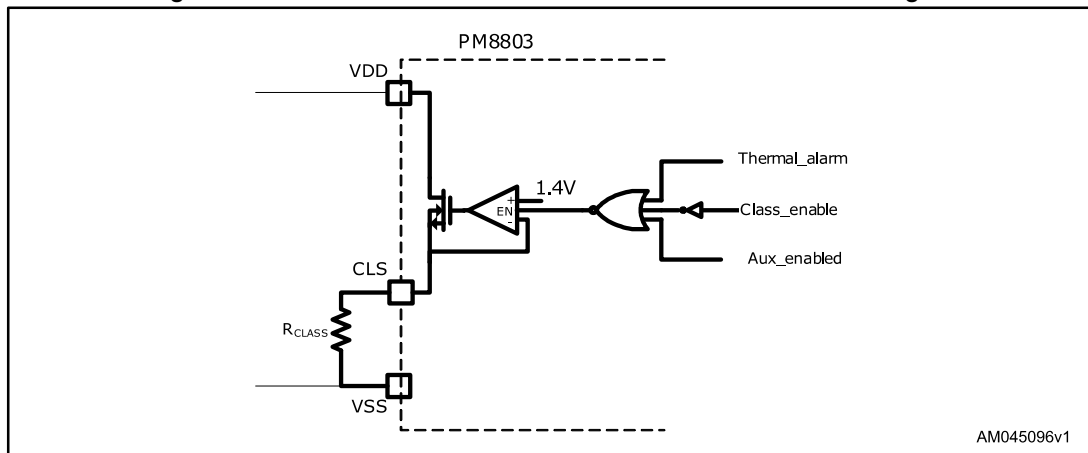 PM8803
VDD
Thermal_alarm
1.4V
+
EN
-
Class_enable
Aux_enabled
CLS
RCLASS
VSS
AM045096v1